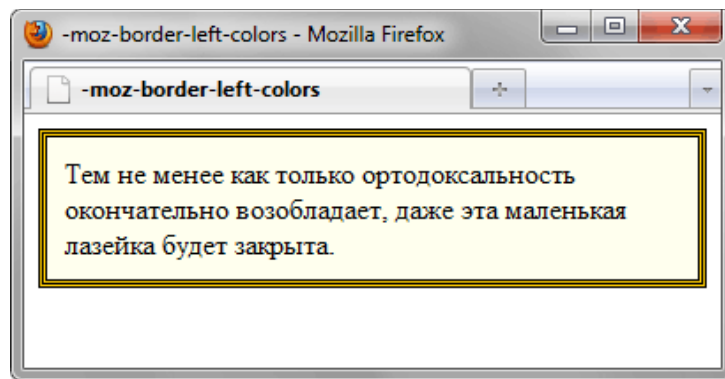 -moz-border-left-colors - Mozilla Firefox
-moz-border-left-colors
Тем не менее как только ортодоксальность
окончательно возобладает, даже эта маленькая
лазейка будет закрыта.